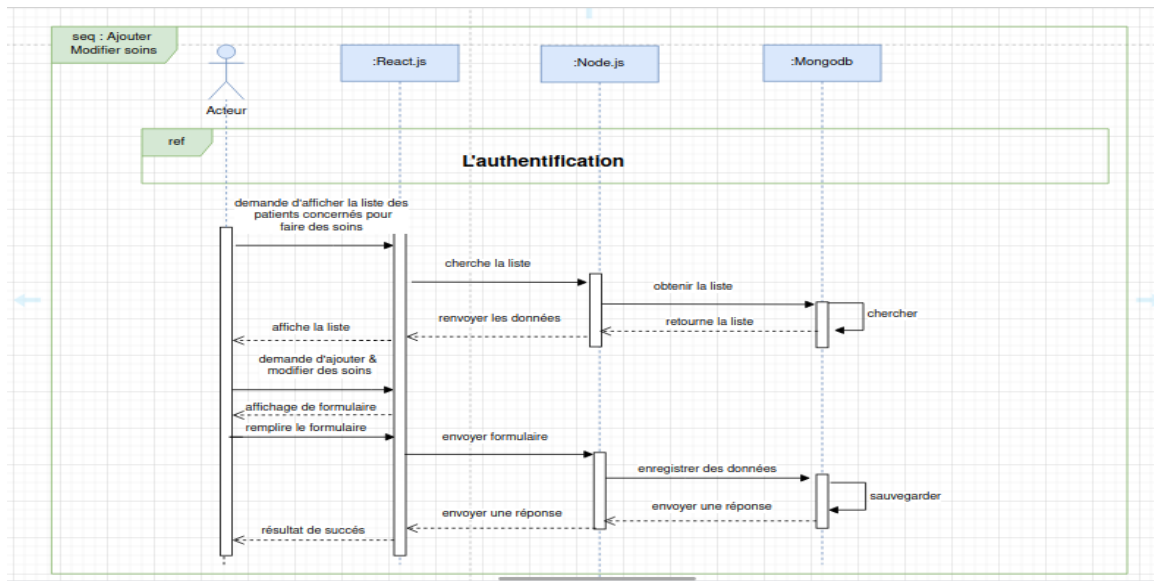 seq : Ajouter
Modifier soins
:React.js
:Node.js
:Mongodb
Acteur
ref
L'authentification
demande d'afficher la liste des
patients concernés pour
faire des soins
cherche la liste
obtenir la liste
chercher
retourne la liste
renvoyer les données
affiche la liste
demande d'ajouter &
modifier des soins
affichage de formulaire
remplire le formulaire
envoyer formulaire
enregistrer des données
sauvegarder
envoyer une réponse
envoyer une réponse
résultat de succés